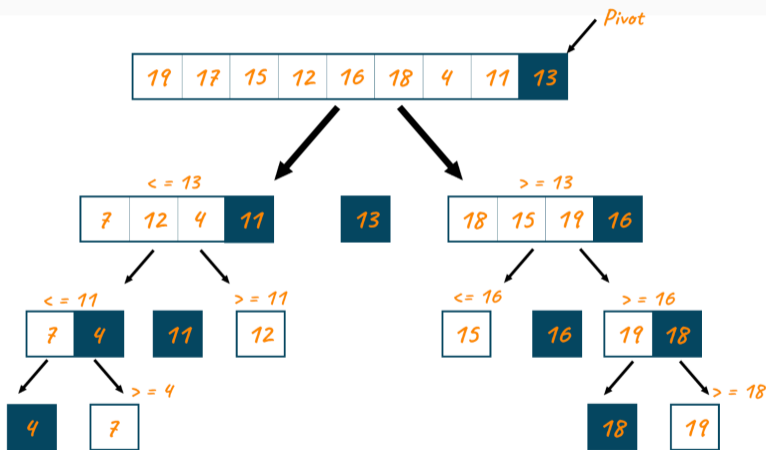 Pivot
19 17 15 12 16 18 4 11 13
< = 13
> = 13
7 12 4 11
13
18 15 19 16
< = 11
> = 11
<= 16
> = 16
7 4
11
12
15
16
19 18
> = 4
> = 18
4
7
18
19